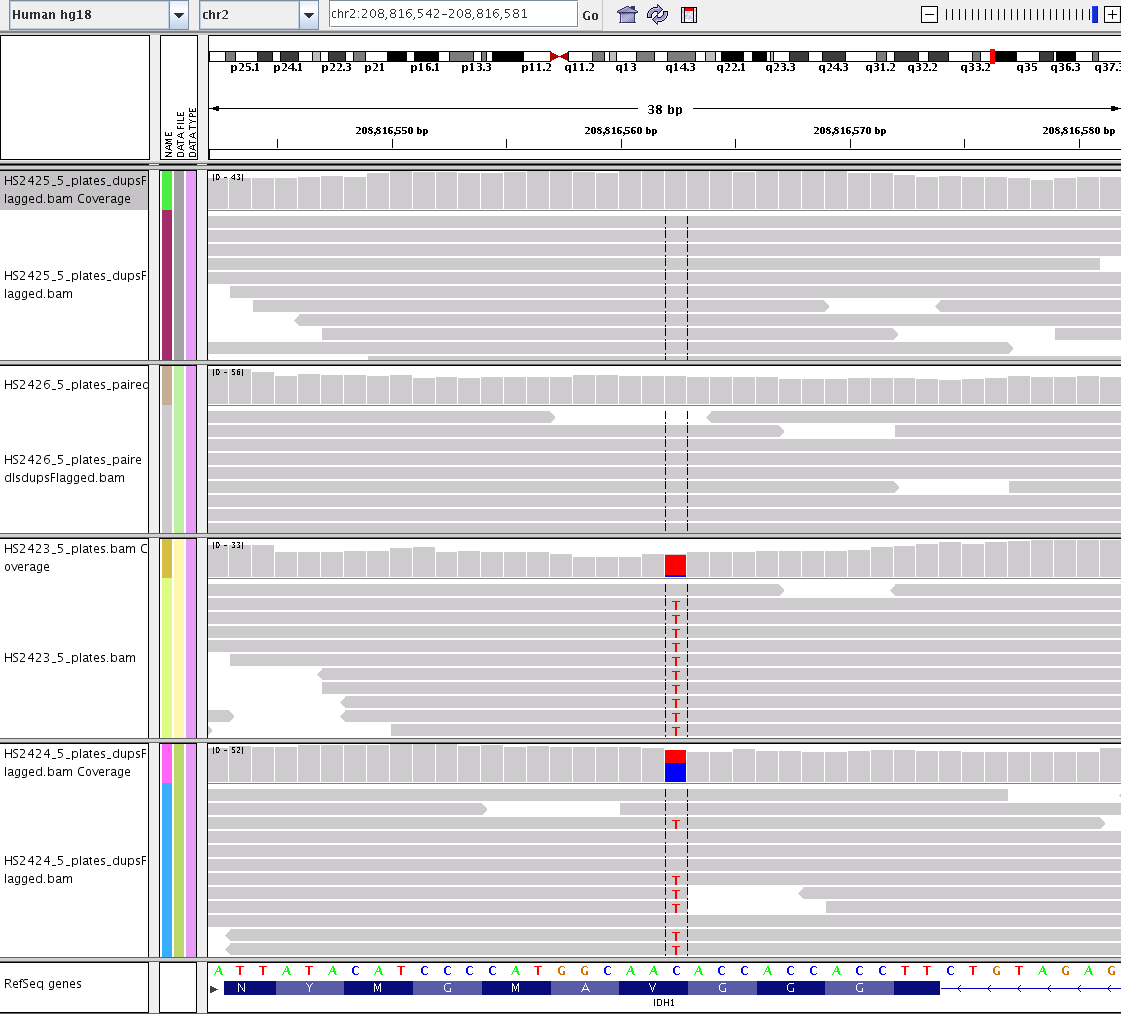 Human hg18 chr2 chr2:208,816,542-208,816,581 Go
p25.1 p24.1 p22.3 p21 p16.1 p13.3 p11.2 q11.2 q13 q14.3 q22.1 q23.3 q24.3 q31.2 q32.2 q33.2 q35 q36.3 q37.3
NAME
DATA FILE
DATA TYPE
38 bp
208,816,550 bp 208,816,560 bp 208,816,570 bp 208,816,580 bp
HS2425_5_plates_dupsF
lagged.bam Coverage
[0 - 43]
HS2425_5_plates_dupsF
lagged.bam
HS2426_5_plates_paired
[0 - 56]
HS2426_5_plates_paire
dlsdupsFlagged.bam
HS2423_5_plates.bam C
overage
[0 - 33]
T
T
T
T
HS2423_5_plates.bam
T
T
T
T
T
T
HS2424_5_plates_dupsF
lagged.bam Coverage
[0 - 52]
T
HS2424_5_plates_dupsF
lagged.bam
T
T
T
T
T
RefSeq genes
A T T A T A C A T C C C C A T G G C A A C A C C A C C A C C T T C T G T A G A G
N Y M G M A V G G G
IDH1